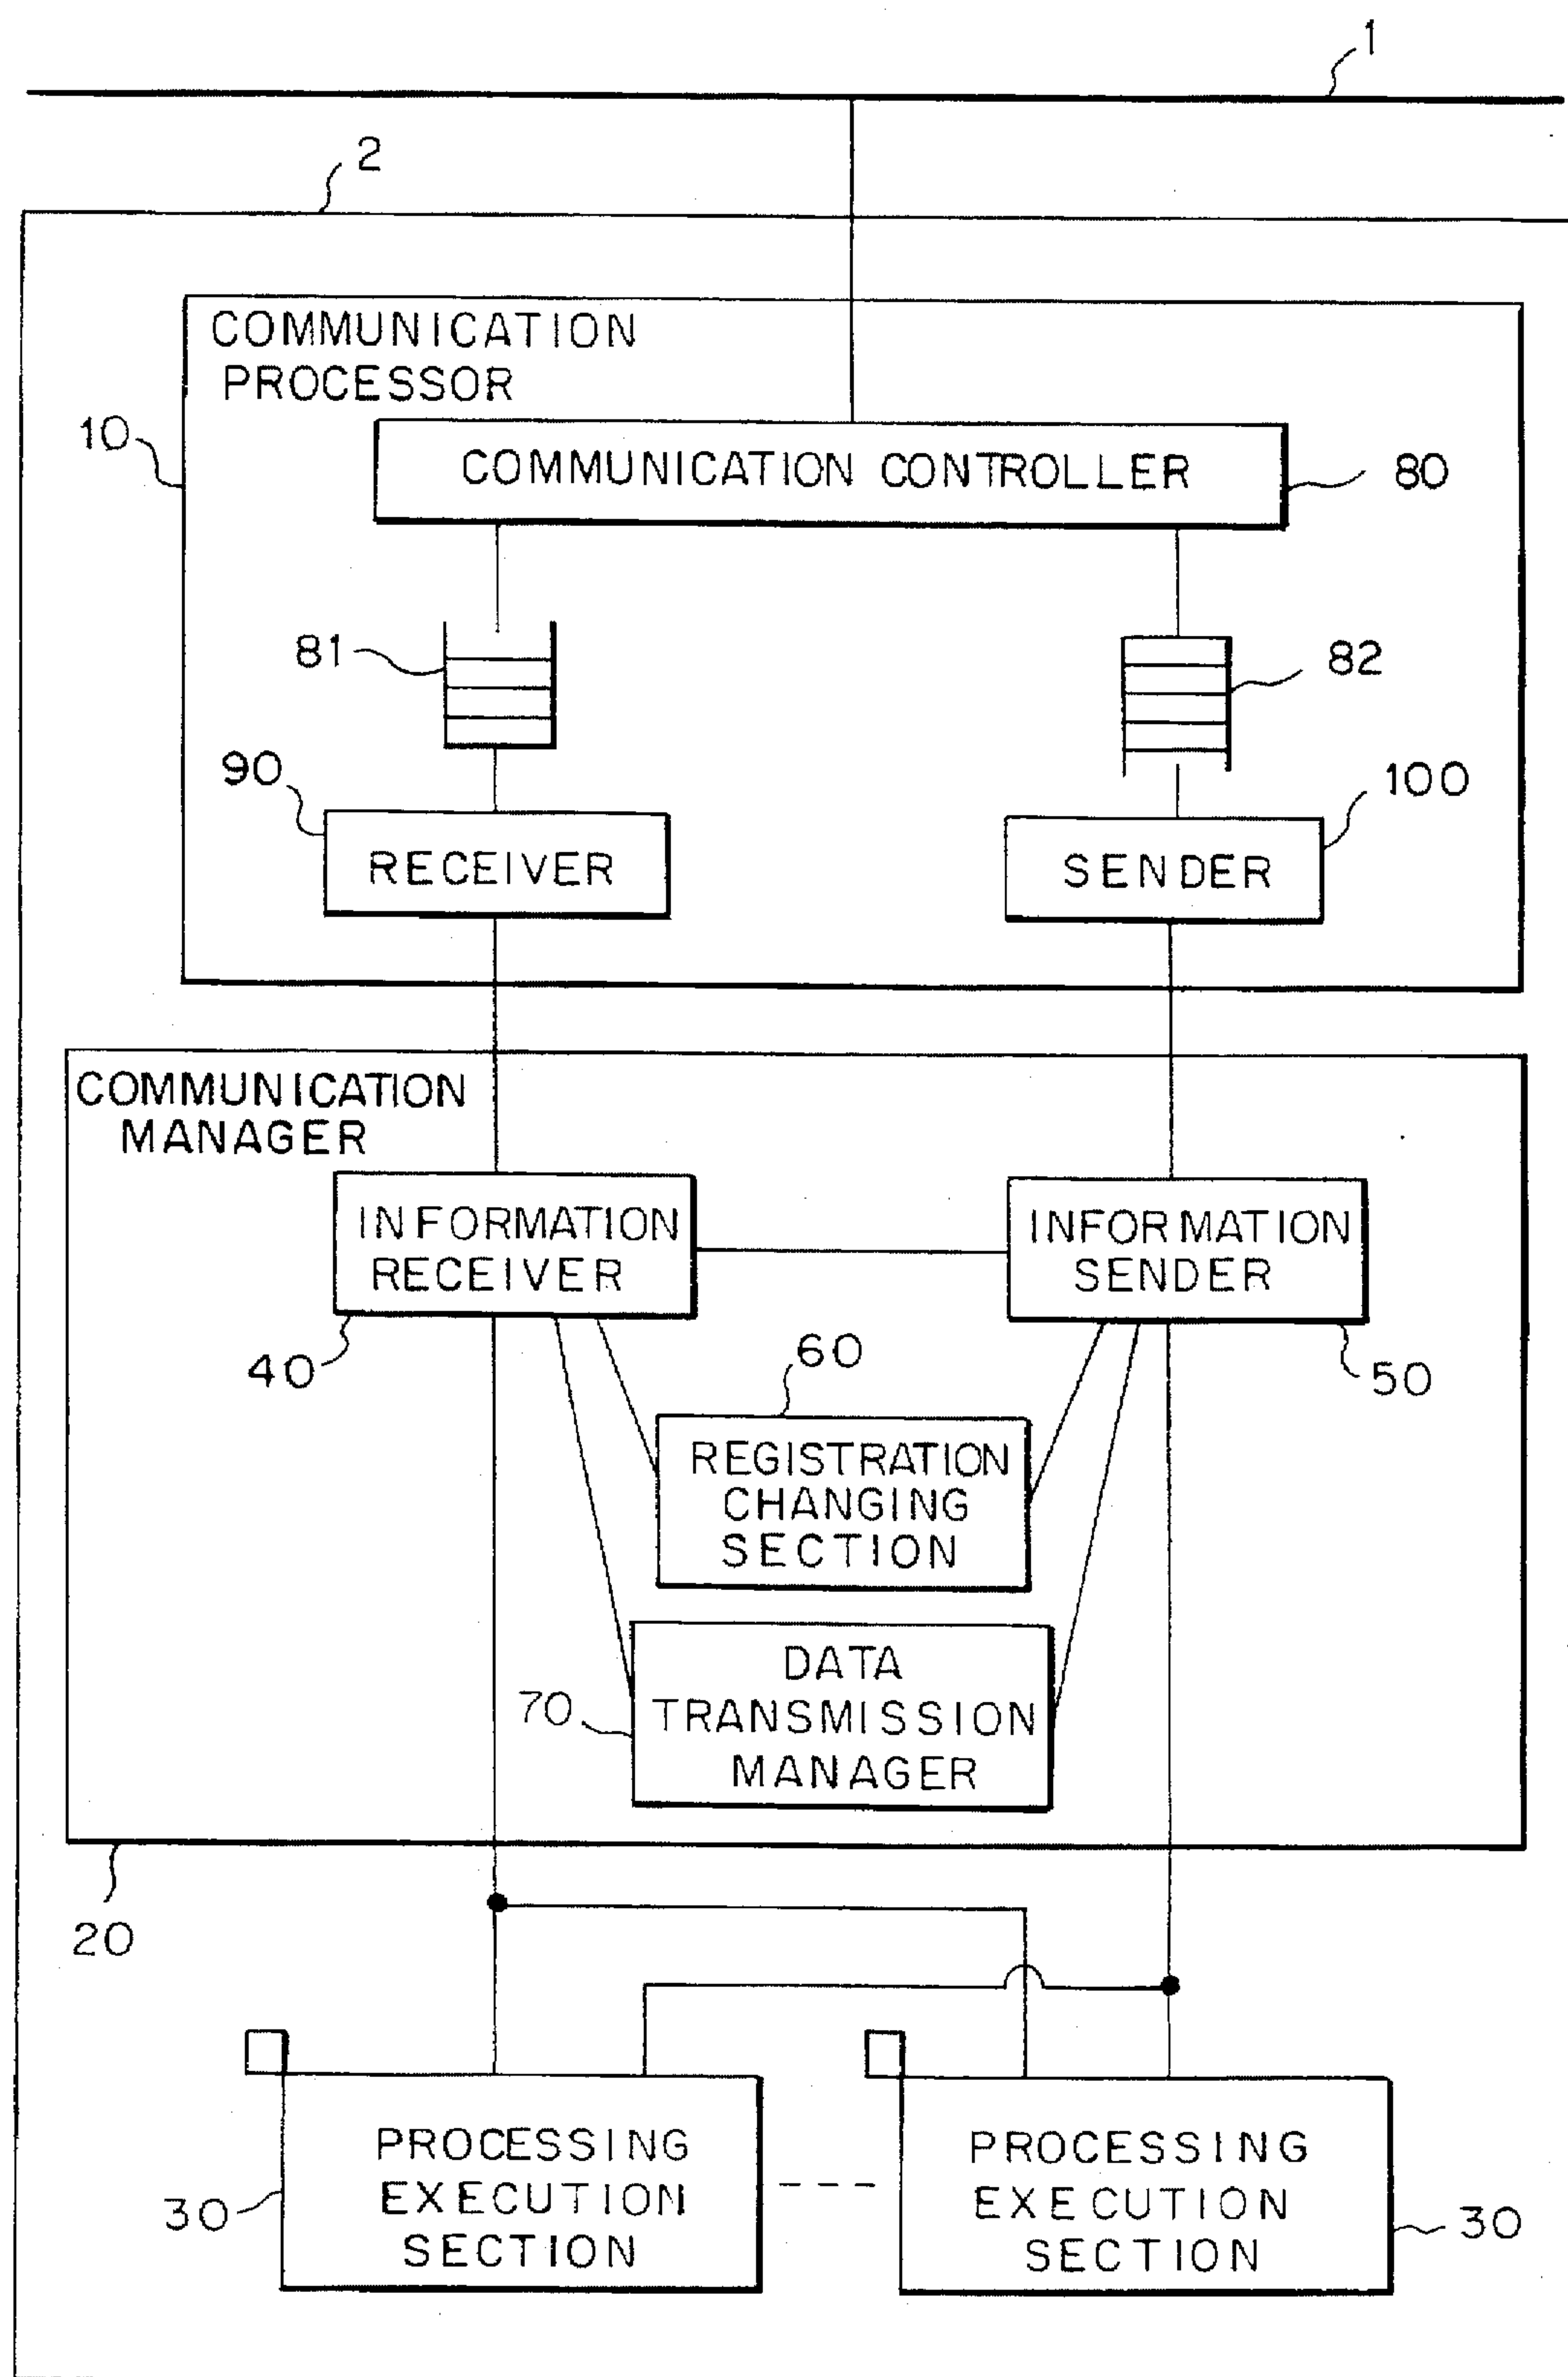 1
2
COMMUNICATION
PROCESSOR
10
COMMUNICATION CONTROLLER
80
81
82
90
100
RECEIVER
SENDER
COMMUNICATION
MANAGER
INFORMATION
RECEIVER
INFORMATION
SENDER
40
60
50
REGISTRATION
CHANGING
SECTION
DATA
TRANSMISSION
MANAGER
70
20
PROCESSING
EXECUTION
SECTION
30
PROCESSING
EXECUTION
SECTION
30